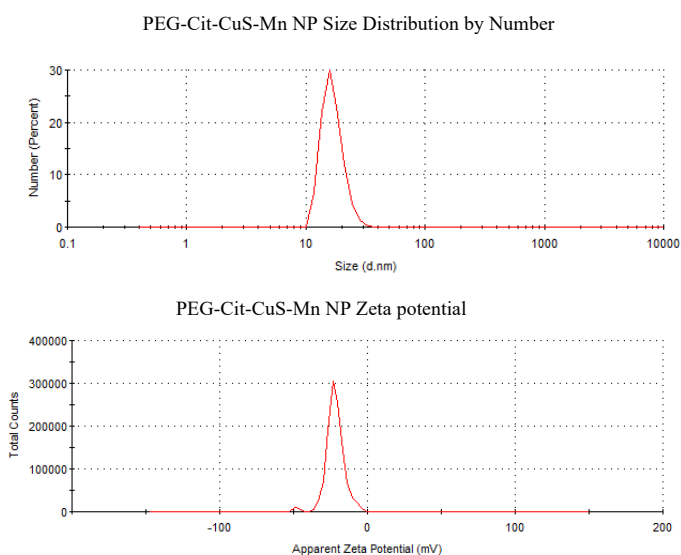 PEG-Cit-CuS-Mn NP Size Distribution by Number
30
20
10
0
Number (Percent)
0.1 1 10 100 1000 10000
Size (d.nm)
PEG-Cit-CuS-Mn NP Zeta potential
400000
300000
200000
100000
0
Total Counts
-100 0 100 200
Apparent Zeta Potential (mV)